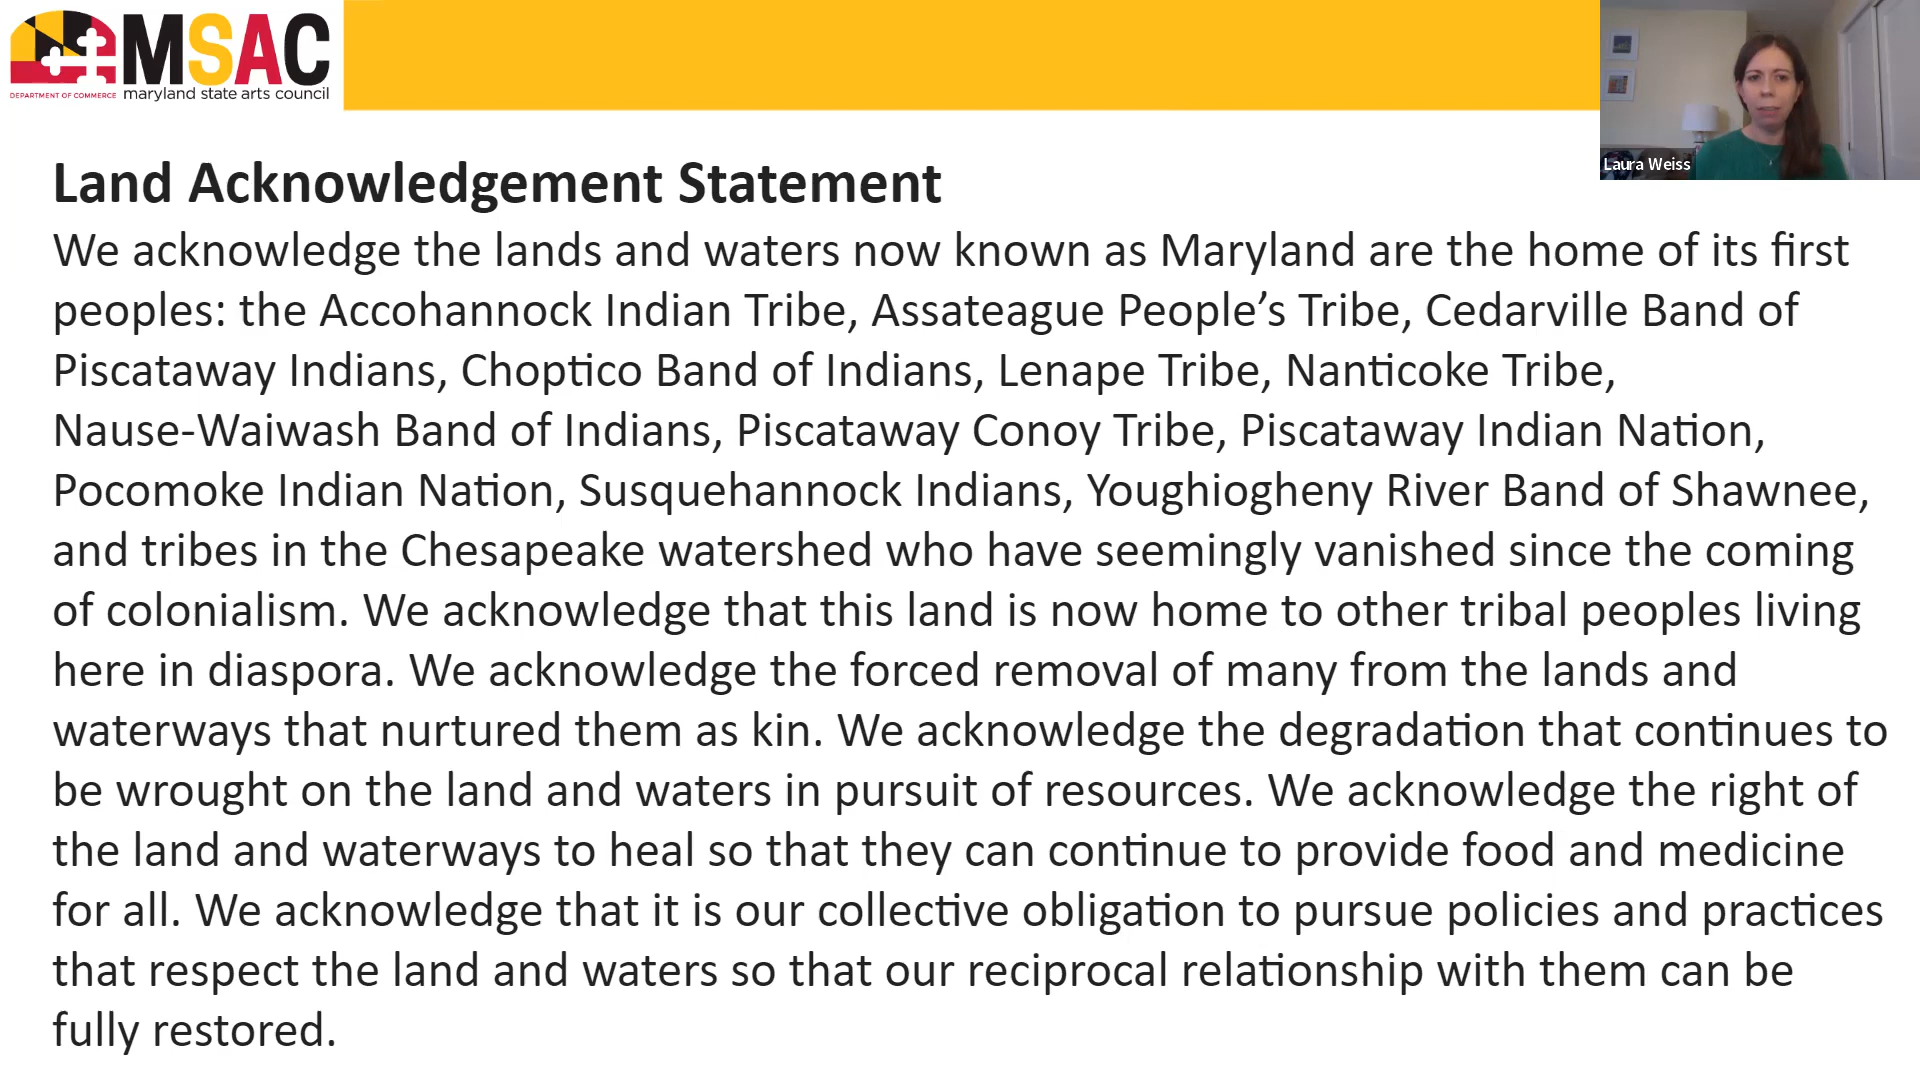 MSAC
DEPARTMENT OF COMMERCE maryland state arts council
Laura Weiss
Land Acknowledgement Statement
We acknowledge the lands and waters now known as Maryland are the home of its first
peoples: the Accohannock Indian Tribe, Assateague People’s Tribe, Cedarville Band of
Piscataway Indians, Choptico Band of Indians, Lenape Tribe, Nanticoke Tribe,
Nause-Waiwash Band of Indians, Piscataway Conoy Tribe, Piscataway Indian Nation,
Pocomoke Indian Nation, Susquehannock Indians, Youghiogheny River Band of Shawnee,
and tribes in the Chesapeake watershed who have seemingly vanished since the coming
of colonialism. We acknowledge that this land is now home to other tribal peoples living
here in diaspora. We acknowledge the forced removal of many from the lands and
waterways that nurtured them as kin. We acknowledge the degradation that continues to
be wrought on the land and waters in pursuit of resources. We acknowledge the right of
the land and waterways to heal so that they can continue to provide food and medicine
for all. We acknowledge that it is our collective obligation to pursue policies and practices
that respect the land and waters so that our reciprocal relationship with them can be
fully restored.